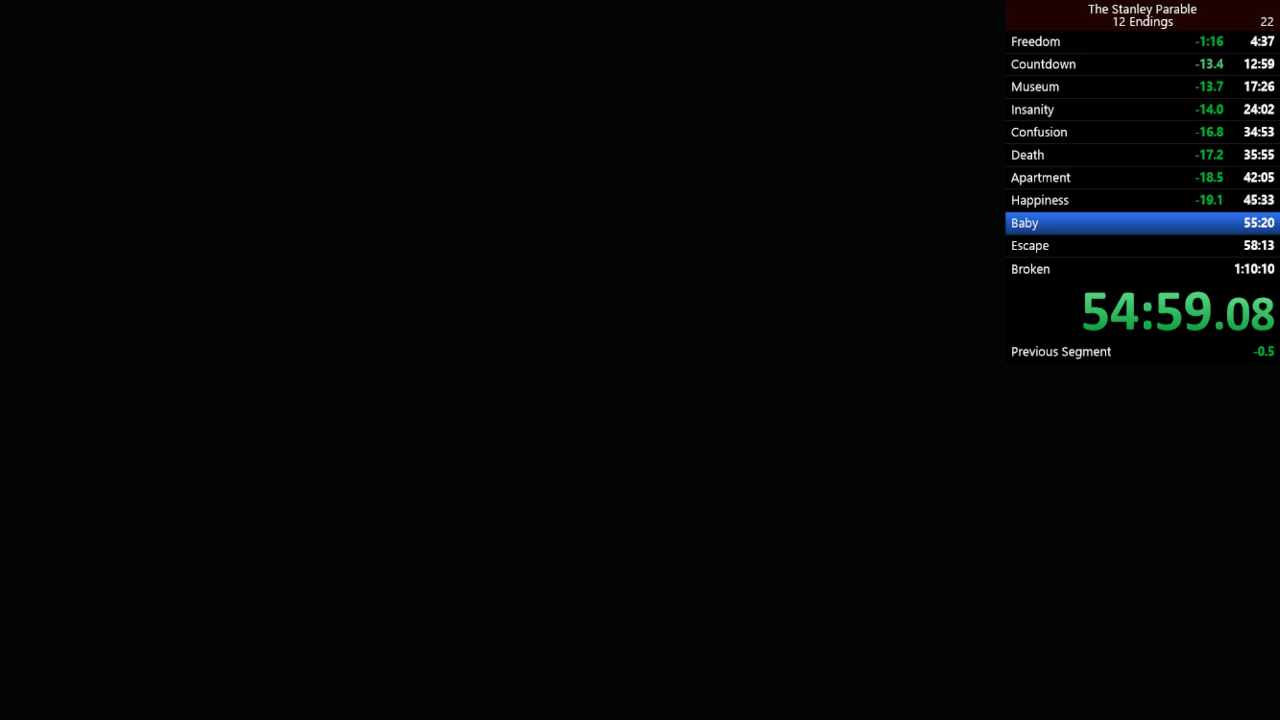 The Stanley Parable
12 Endings 22
Freedom -1:16 4:37
Countdown -13.4 12:59
Museum -13.7 17:26
Insanity -14.0 24:02
Confusion -16.8 34:53
Death -17.2 35:55
Apartment -18.5 42:05
Happiness -19.1 45:33
Baby 55:20
Escape 58:13
Broken 1:10:10
54:59.08
Previous Segment -0.5